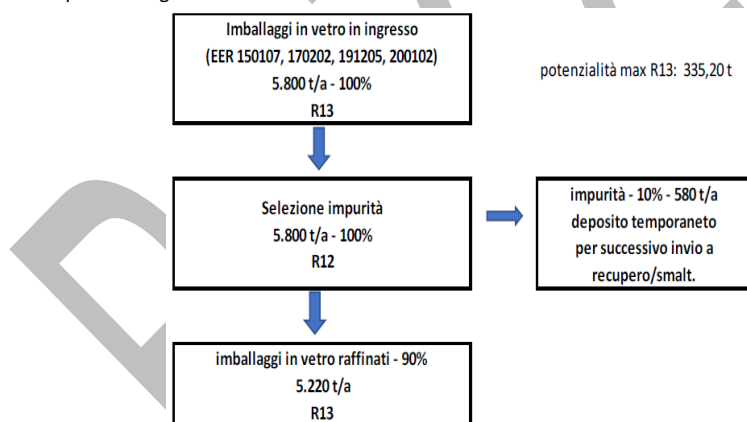 Imballaggi in vetro in ingresso
(EER 150107, 170202, 191205, 200102)
5.800 t/a - 100%
R13
potenzialità max R13: 335,20 t
Selezione impurità
5.800 t/a - 100%
R12
impurità - 10% - 580 t/a
deposito temporaneto
per successivo invio a
recupero/smalt.
imballaggi in vetro raffinati - 90%
5.220 t/a
R13